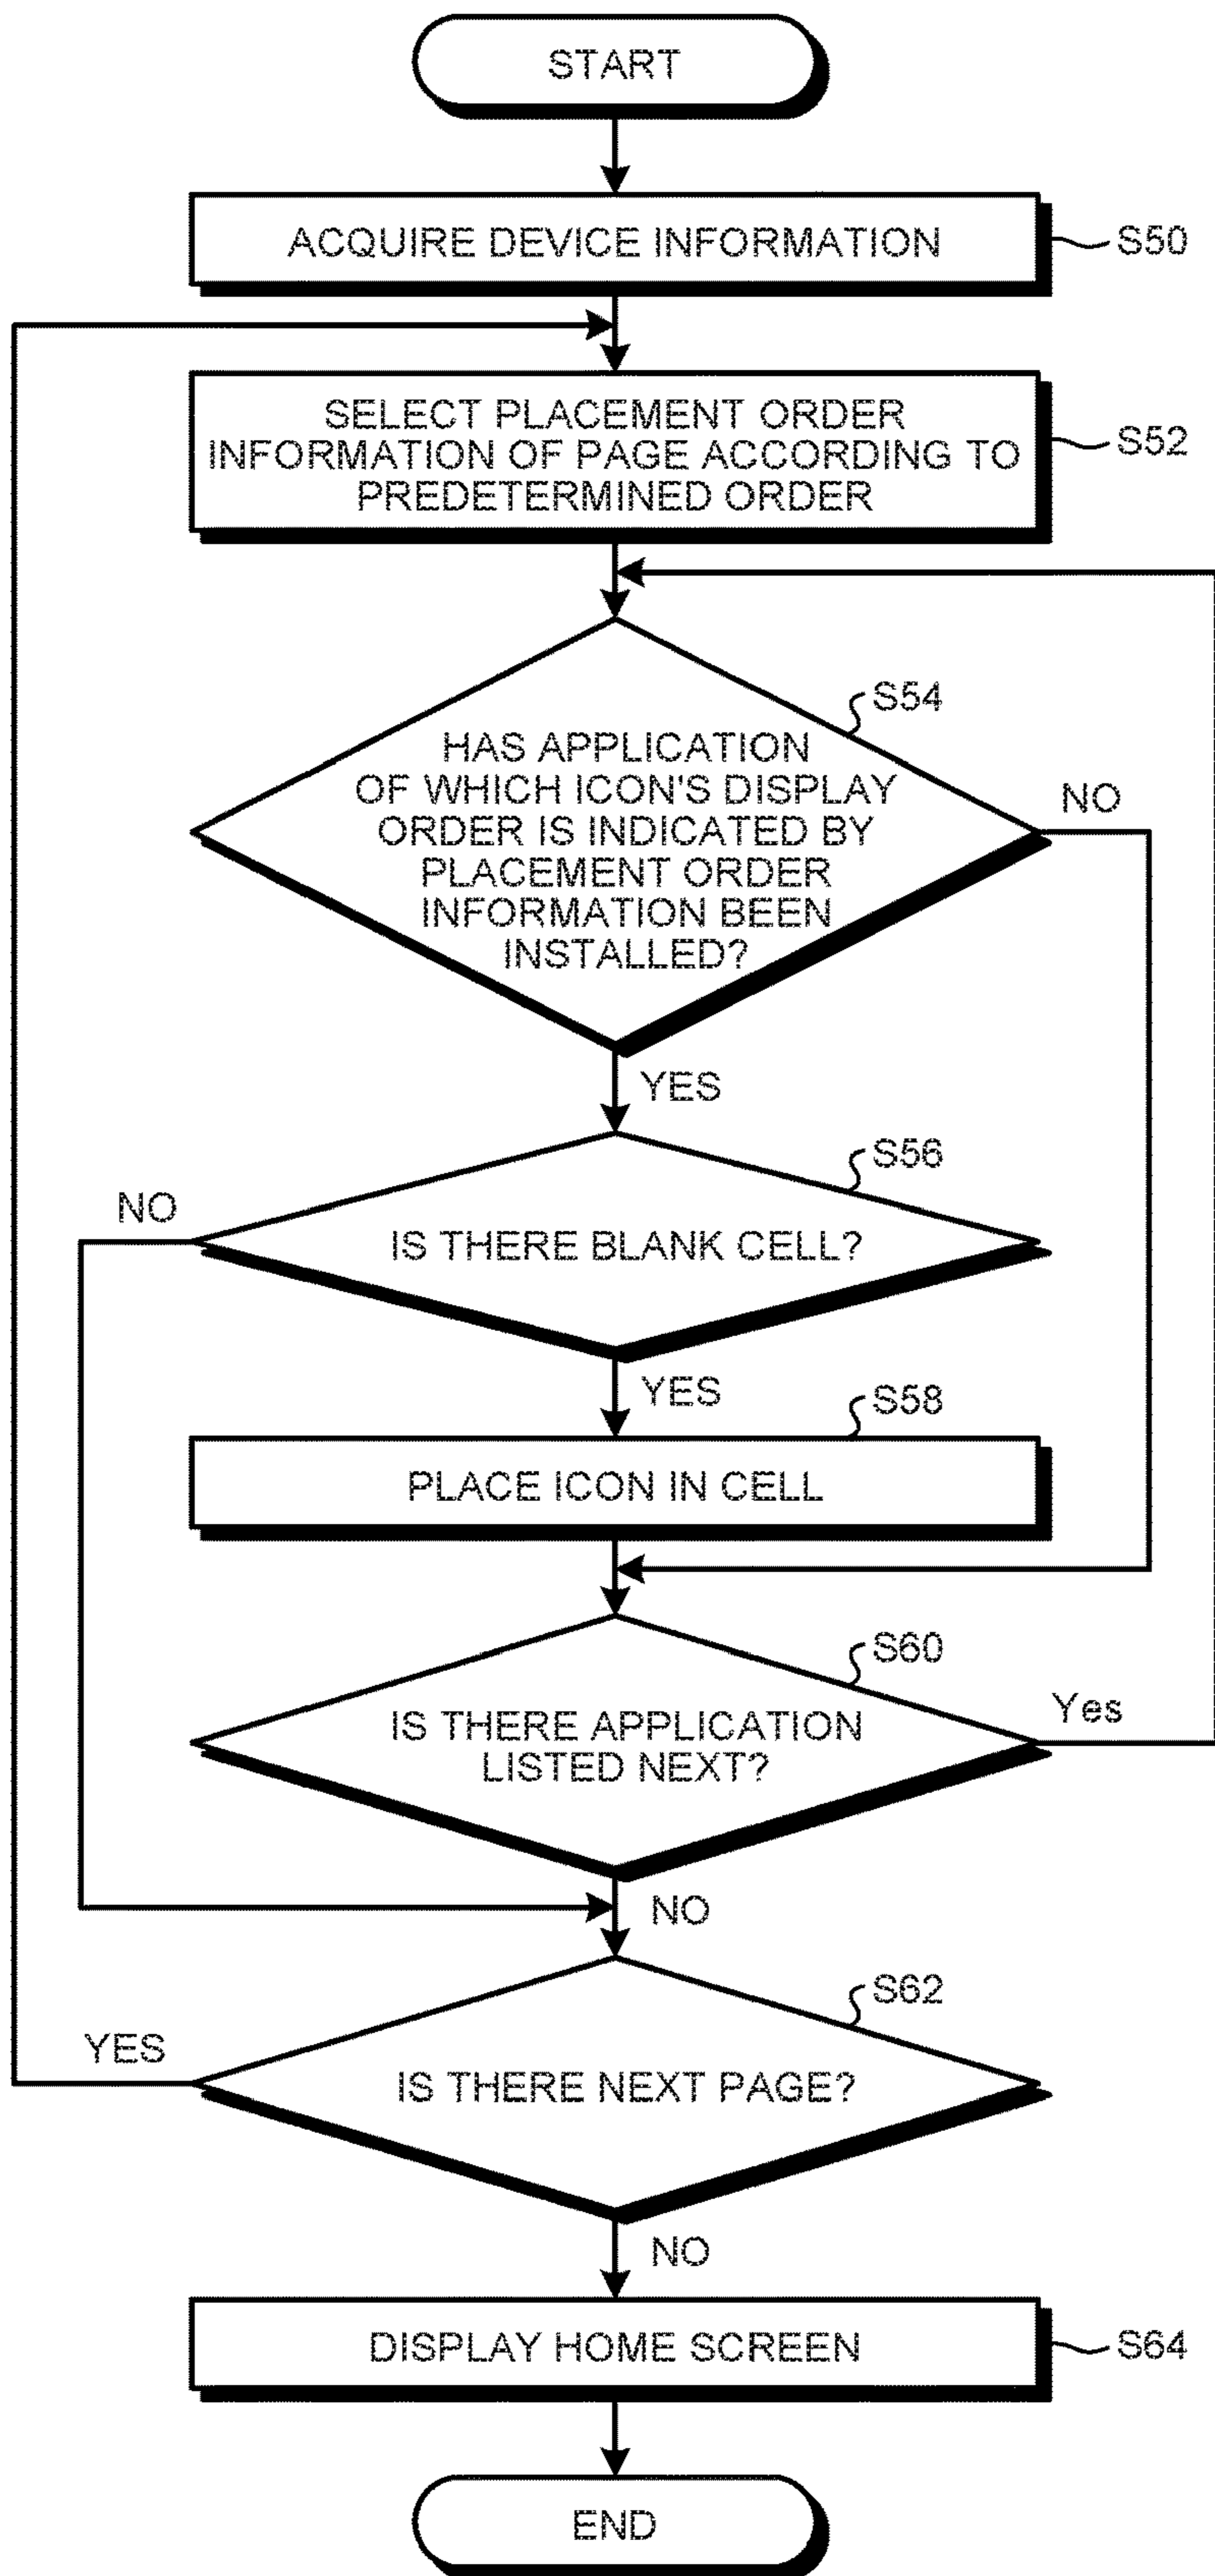 START
ACQUIRE DEVICE INFORMATION
S50
SELECT PLACEMENT ORDER
INFORMATION OF PAGE ACCORDING TO
PREDETERMINED ORDER
S52
S54
HAS APPLICATION
OF WHICH ICON'S DISPLAY
ORDER IS INDICATED BY
PLACEMENT ORDER
INFORMATION BEEN
INSTALLED?
NO
YES
S56
NO
IS THERE BLANK CELL?
YES
S58
PLACE ICON IN CELL
S60
IS THERE APPLICATION
LISTED NEXT?
Yes
NO
S62
YES
IS THERE NEXT PAGE?
NO
DISPLAY HOME SCREEN
S64
END